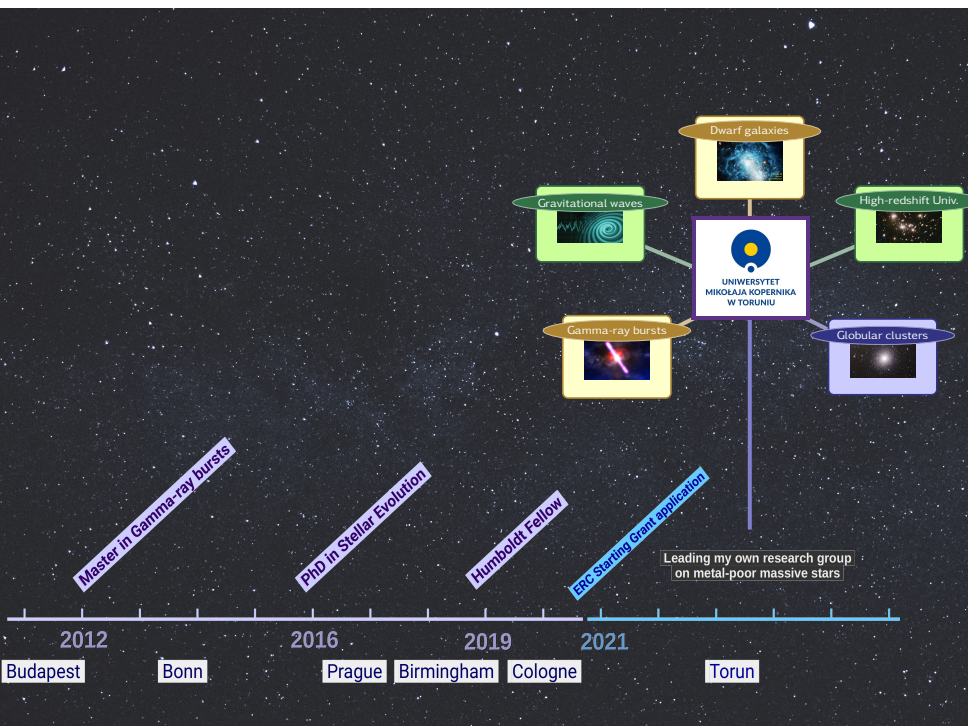 Dwarf galaxies
Gravitational waves
High-redshift Univ.
UNIWERSYTET
MIKOŁAJA KOPERNIKA
W TORUNIU
Gamma-ray bursts
Globular clusters
Master in Gamma-ray bursts
PhD in Stellar Evolution
Humboldt Fellow
ERC Starting Grant application
Leading my own research group
on metal-poor massive stars
2012
2016
2019
2021
Budapest
Bonn
Prague
Birmingham
Cologne
Torun